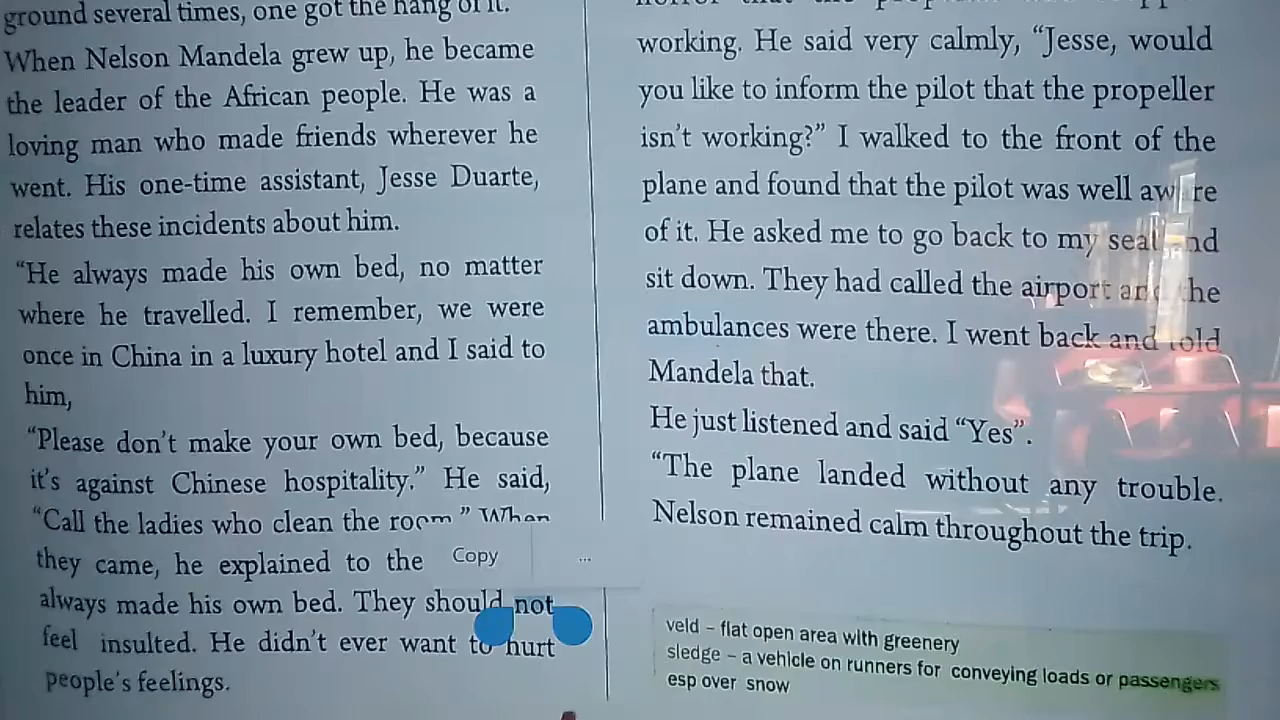 ground several times, one got the hang of it.
When Nelson Mandela grew up, he became
the leader of the African people. He was a
loving man who made friends wherever he
went. His one-time assistant, Jesse Duarte,
relates these incidents about him.
“He always made his own bed, no matter
where he travelled. I remember, we were
once in China in a luxury hotel and I said to
him,
“Please don’t make your own bed, because
it’s against Chinese hospitality.” He said,
“Call the ladies who clean the room.” When
they came, he explained to the
always made his own bed. They should not
feel insulted. He didn’t ever want to hurt
people’s feelings.
Copy ...
working. He said very calmly, “Jesse, would
you like to inform the pilot that the propeller
isn’t working?” I walked to the front of the
plane and found that the pilot was well aware
of it. He asked me to go back to my seat and
sit down. They had called the airport and the
ambulances were there. I went back and told
Mandela that.
He just listened and said “Yes”.
“The plane landed without any trouble.
Nelson remained calm throughout the trip.
veld – flat open area with greenery
sledge – a vehicle on runners for conveying loads or passengers
esp over snow